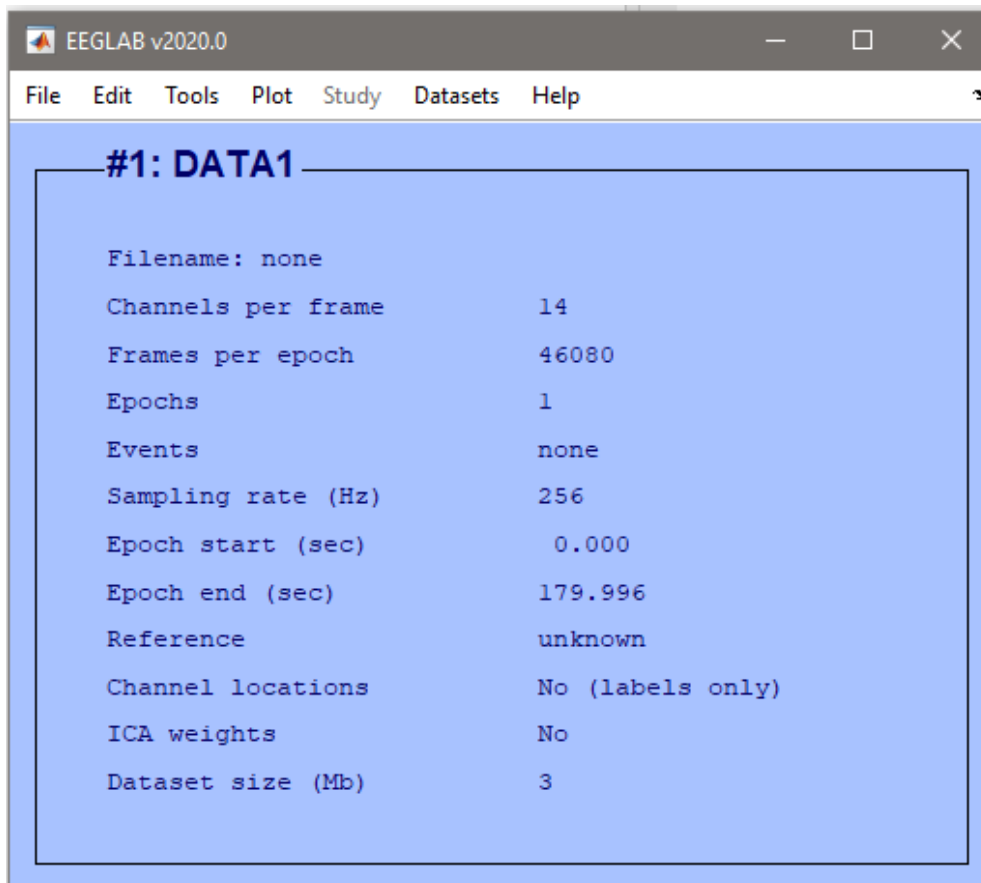 EEGLAB v2020.0
File Edit Tools Plot Study Datasets Help
#1: DATA1
Filename: none
Channels per frame 14
Frames per epoch 46080
Epochs 1
Events none
Sampling rate (Hz) 256
Epoch start (sec) 0.000
Epoch end (sec) 179.996
Reference unknown
Channel locations No (labels only)
ICA weights No
Dataset size (Mb) 3